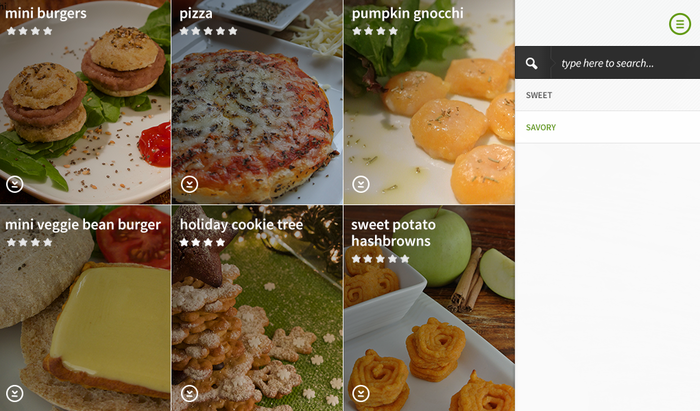 mini burgers
pizza
pumpkin gnocchi
mini veggie bean burger
holiday cookie tree
sweet potato
hashbrowns
type here to search...
SWEET
SAVORY